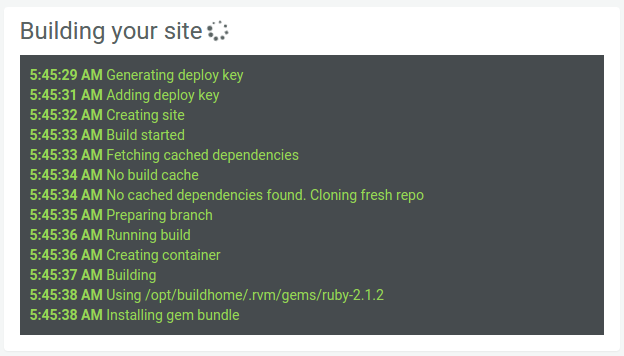 Building your site
5:45:29 AM Generating deploy key
5:45:31 AM Adding deploy key
5:45:32 AM Creating site
5:45:33 AM Build started
5:45:33 AM Fetching cached dependencies
5:45:34 AM No build cache
5:45:34 AM No cached dependencies found. Cloning fresh repo
5:45:35 AM Preparing branch
5:45:36 AM Running build
5:45:36 AM Creating container
5:45:37 AM Building
5:45:38 AM Using /opt/buildhome/.rvm/gems/ruby-2.1.2
5:45:38 AM Installing gem bundle